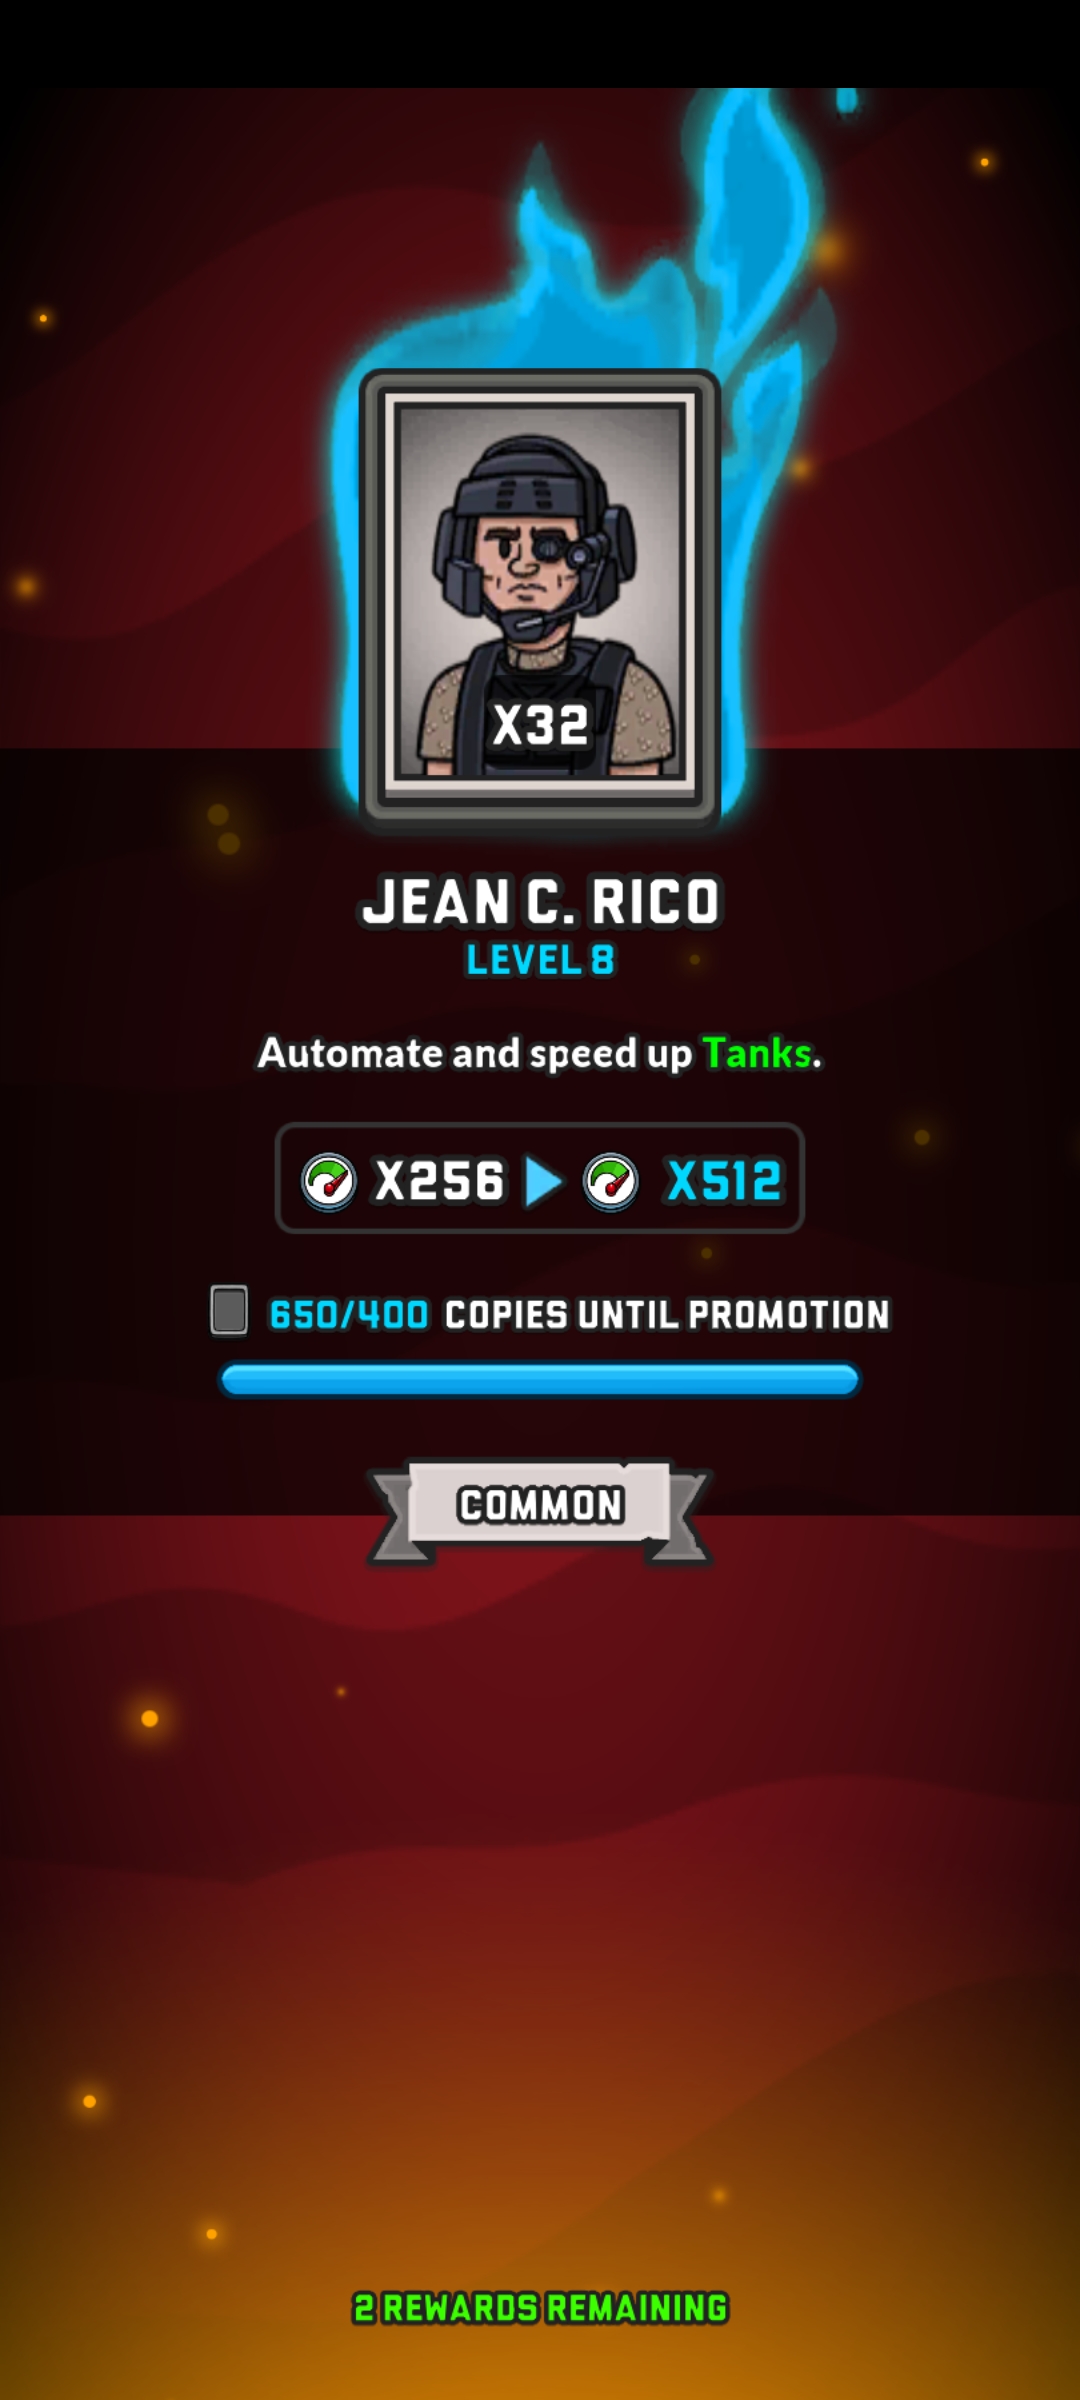 X32
JEAN C. RICO
LEVEL 8
Automate and speed up Tanks.
X256 X512
650/400 COPIES UNTIL PROMOTION
COMMON
2 REWARDS REMAINING